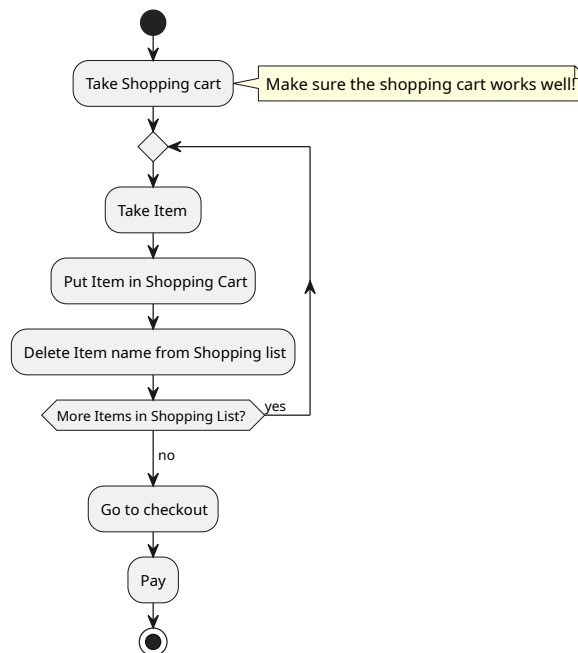 Take Shopping cart
Make sure the shopping cart works well!
Take Item
Put Item in Shopping Cart
Delete Item name from Shopping list
More Items in Shopping List?
yes
no
Go to checkout
Pay